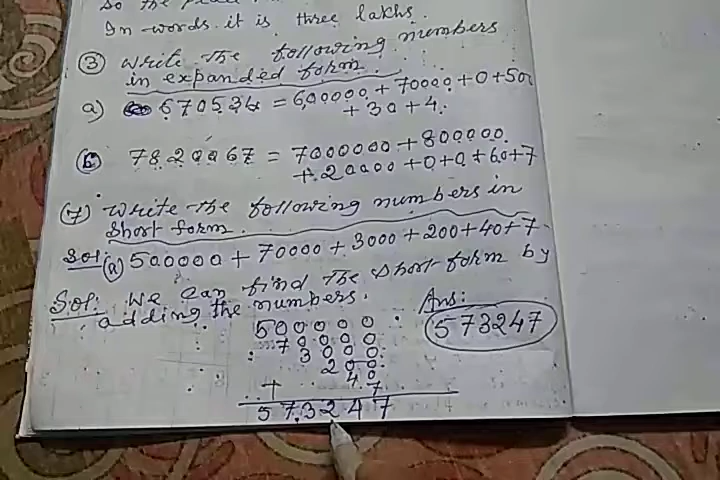 So the place
In words it is three lakhs.
(3) Write the following numbers
in expanded form.
a) 670534 = 600000 + 70000 + 0 + 500
+ 30 + 4.
(b) 7820067 = 7000000 + 800000
+ 20000 + 0 + 0 + 60 + 7
(7) Write the following numbers in
short form.
Sol (a) 500000 + 70000 + 3000 + 200 + 40 + 7
Sol: We can find the short form by
adding the numbers.
Ans:
573247
500000
70000
3000
200
40
+ 7
573247